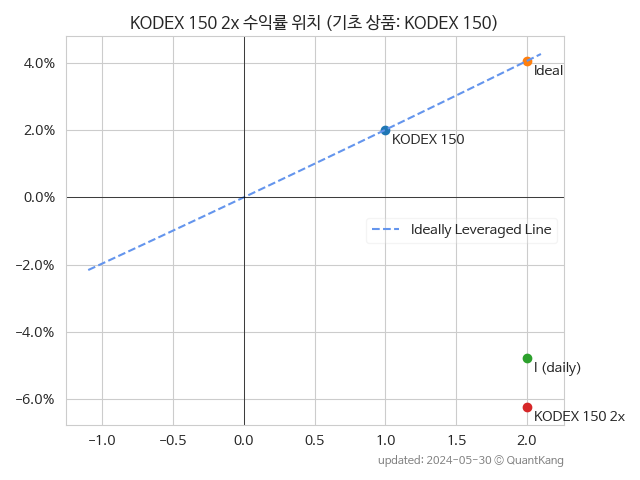 KODEX 150 2x 수익률 위치 (기초 상품: KODEX 150)
4.0%
2.0%
0.0%
-2.0%
-4.0%
-6.0%
Ideal
KODEX 150
Ideally Leveraged Line
l (daily)
KODEX 150 2x
-1.0 -0.5 0.0 0.5 1.0 1.5 2.0
updated: 2024-05-30 © QuantKang